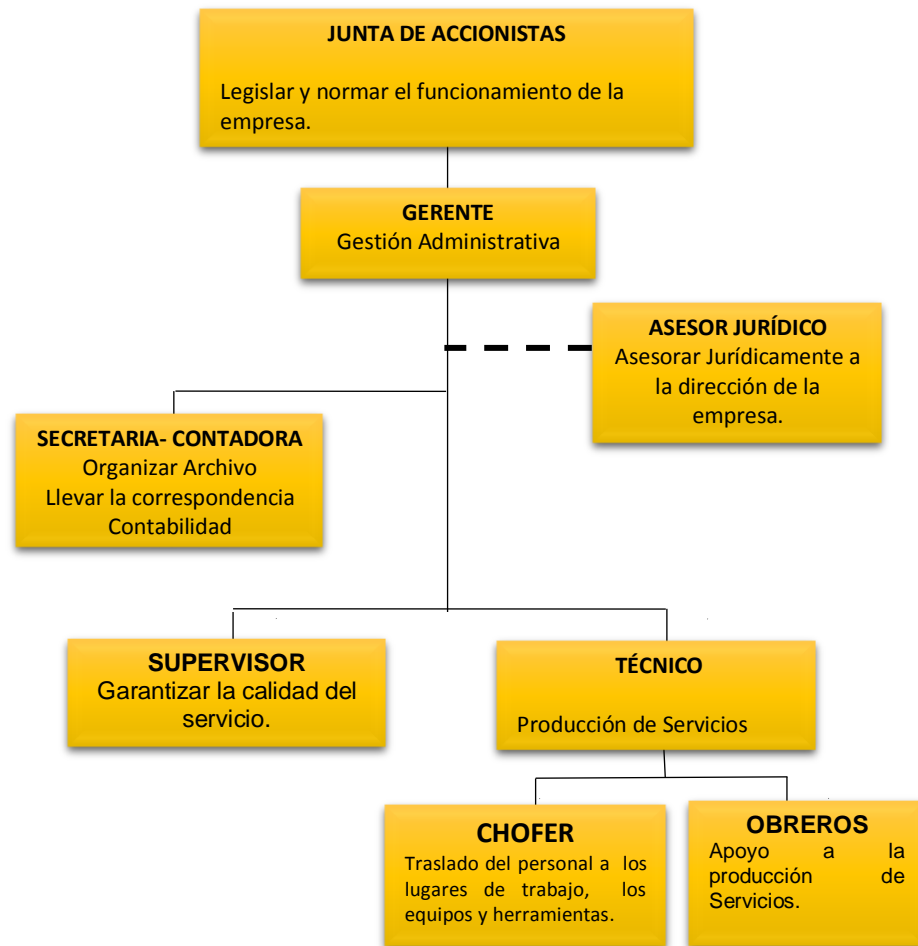 JUNTA DE ACCIONISTAS
Legislar y normar el funcionamiento de la
empresa.
GERENTE
Gestión Administrativa
ASESOR JURÍDICO
Asesorar Jurídicamente a
la dirección de la
empresa.
SECRETARIA- CONTADORA
Organizar Archivo
Llevar la correspondencia
Contabilidad
SUPERVISOR
Garantizar la calidad del
servicio.
TÉCNICO
Producción de Servicios
CHOFER
Traslado del personal a los
lugares de trabajo, los
equipos y herramientas.
OBREROS
Apoyo a la
producción de
Servicios.